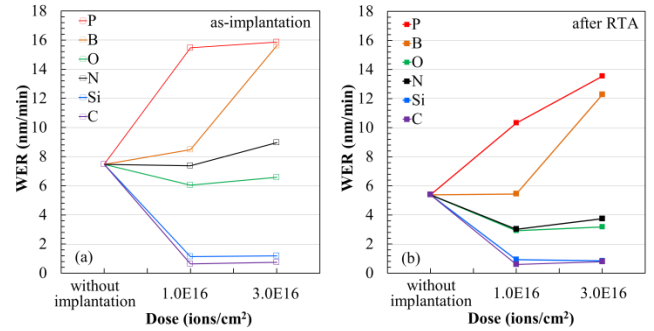 as-implantation
P
B
O
N
Si
C
18
16
14
12
10
8
6
4
2
0
WER (nm/min)
(a)
without
implantation
1.0E16
3.0E16
Dose (ions/cm²)
after RTA
P
B
O
N
Si
C
18
16
14
12
10
8
6
4
2
0
WER (nm/min)
(b)
without
implantation
1.0E16
3.0E16
Dose (ions/cm²)